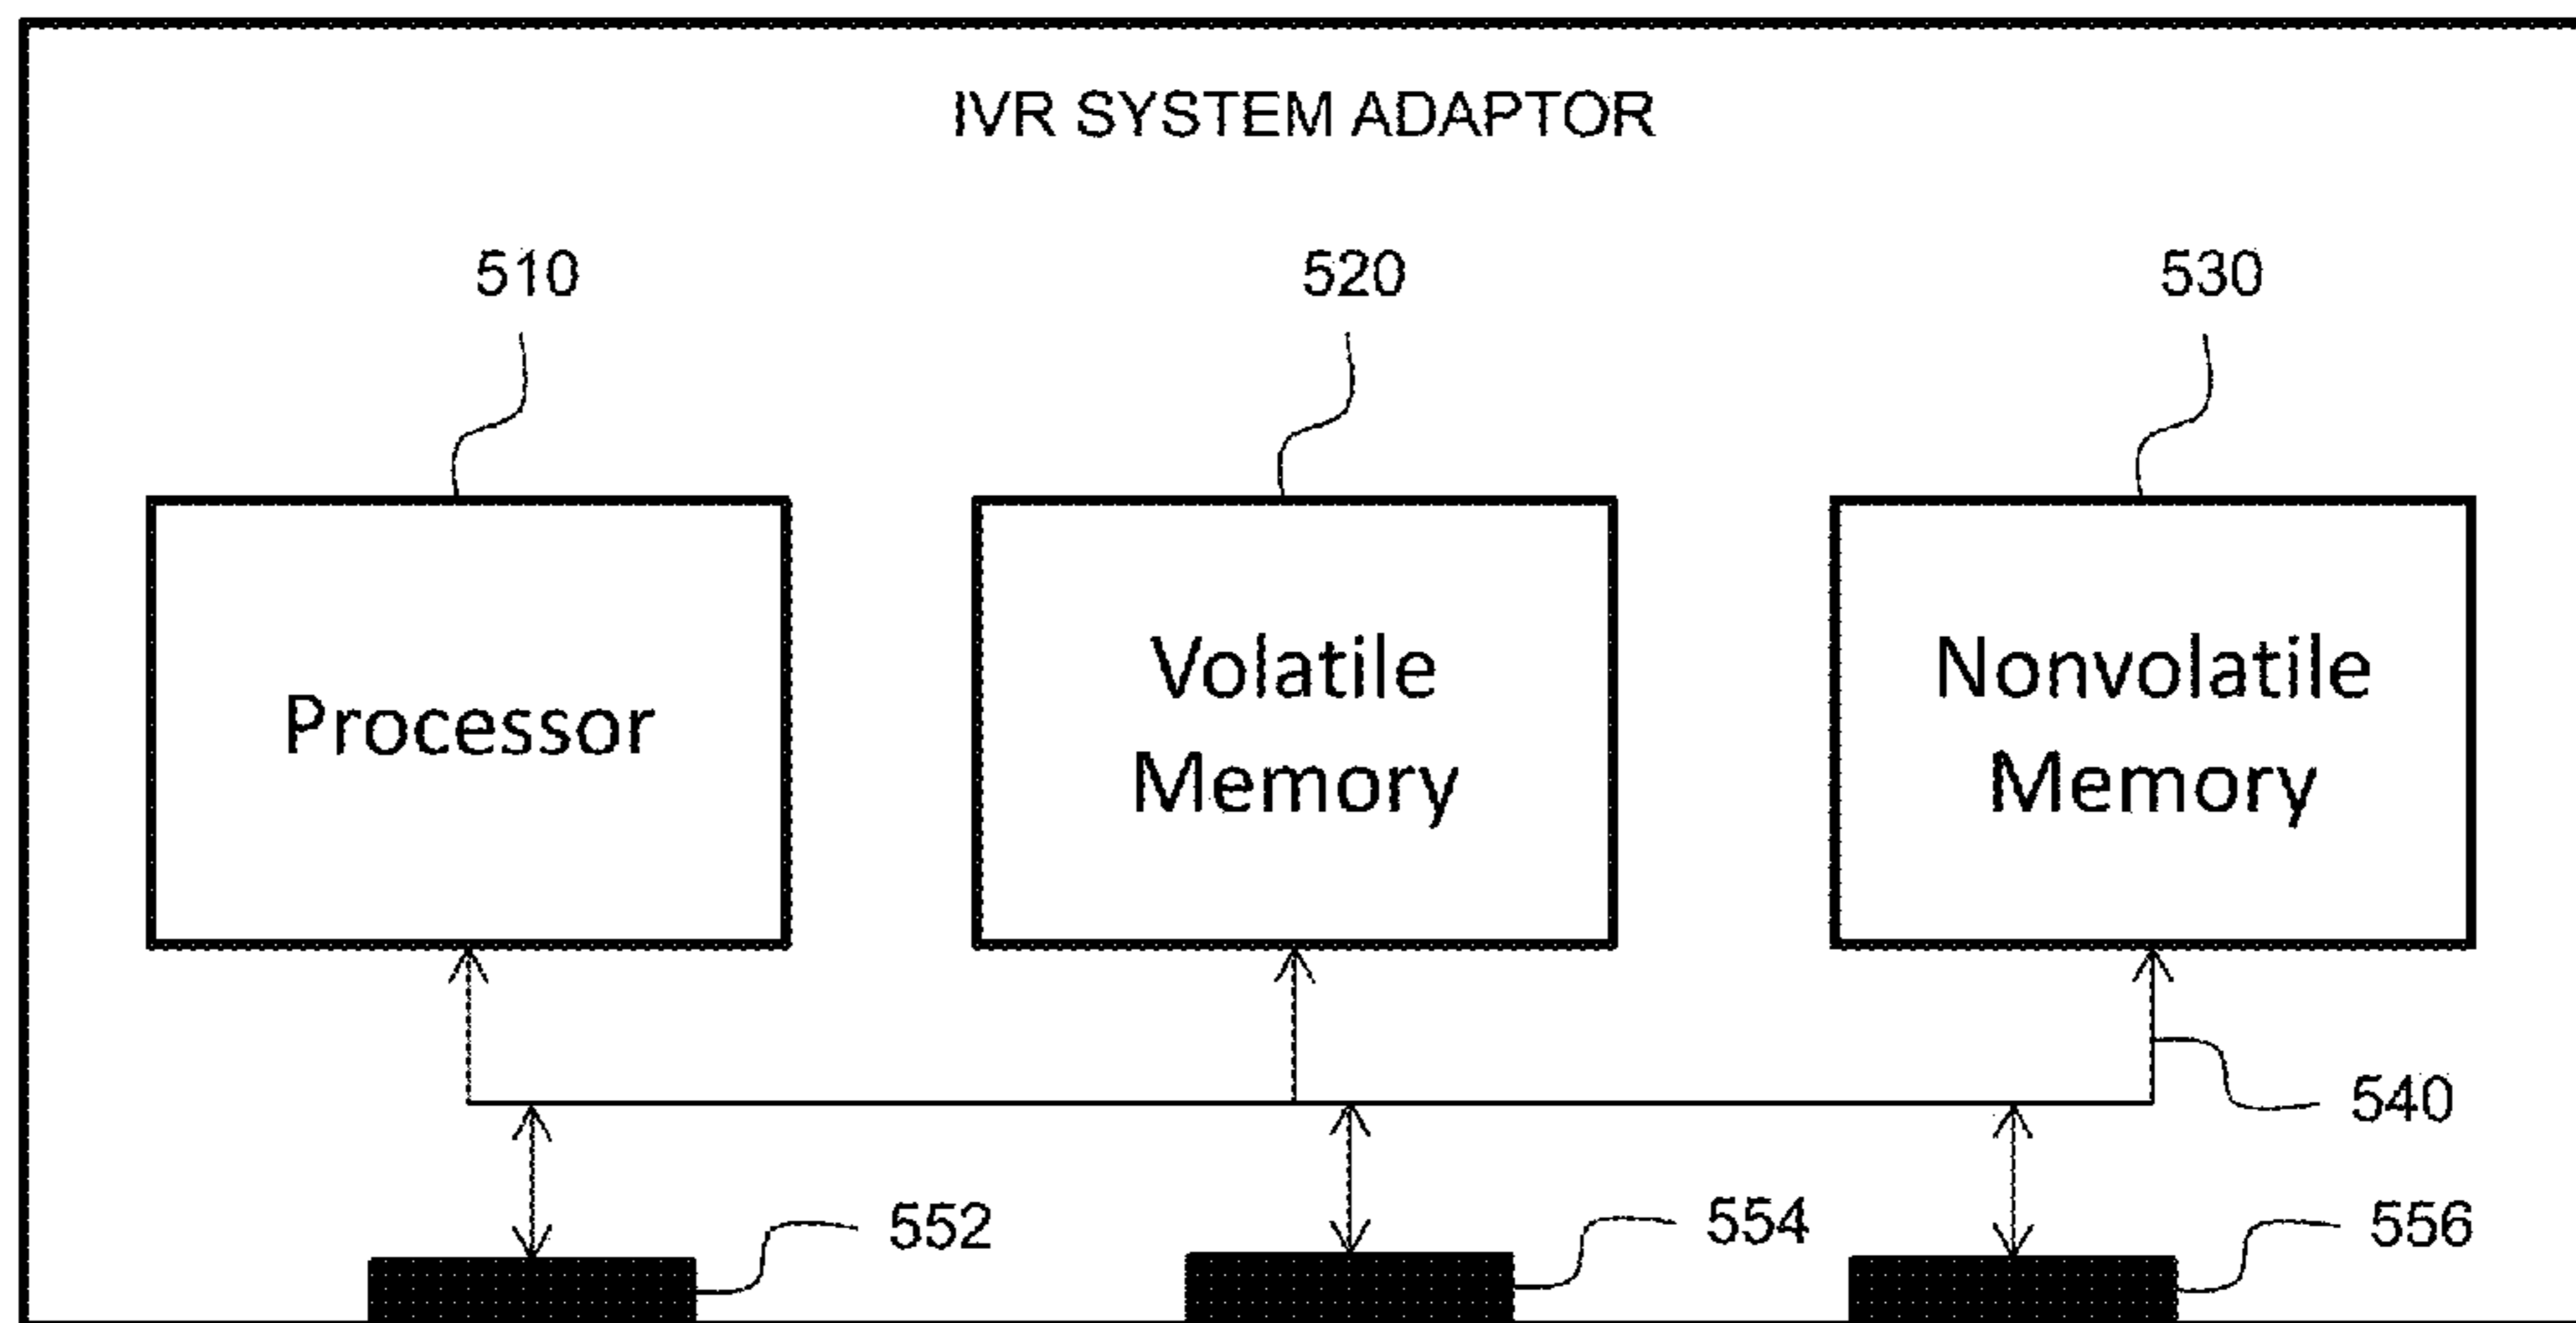 IVR SYSTEM ADAPTOR
510
520
530
Processor
Volatile
Memory
Nonvolatile
Memory
540
552
554
556